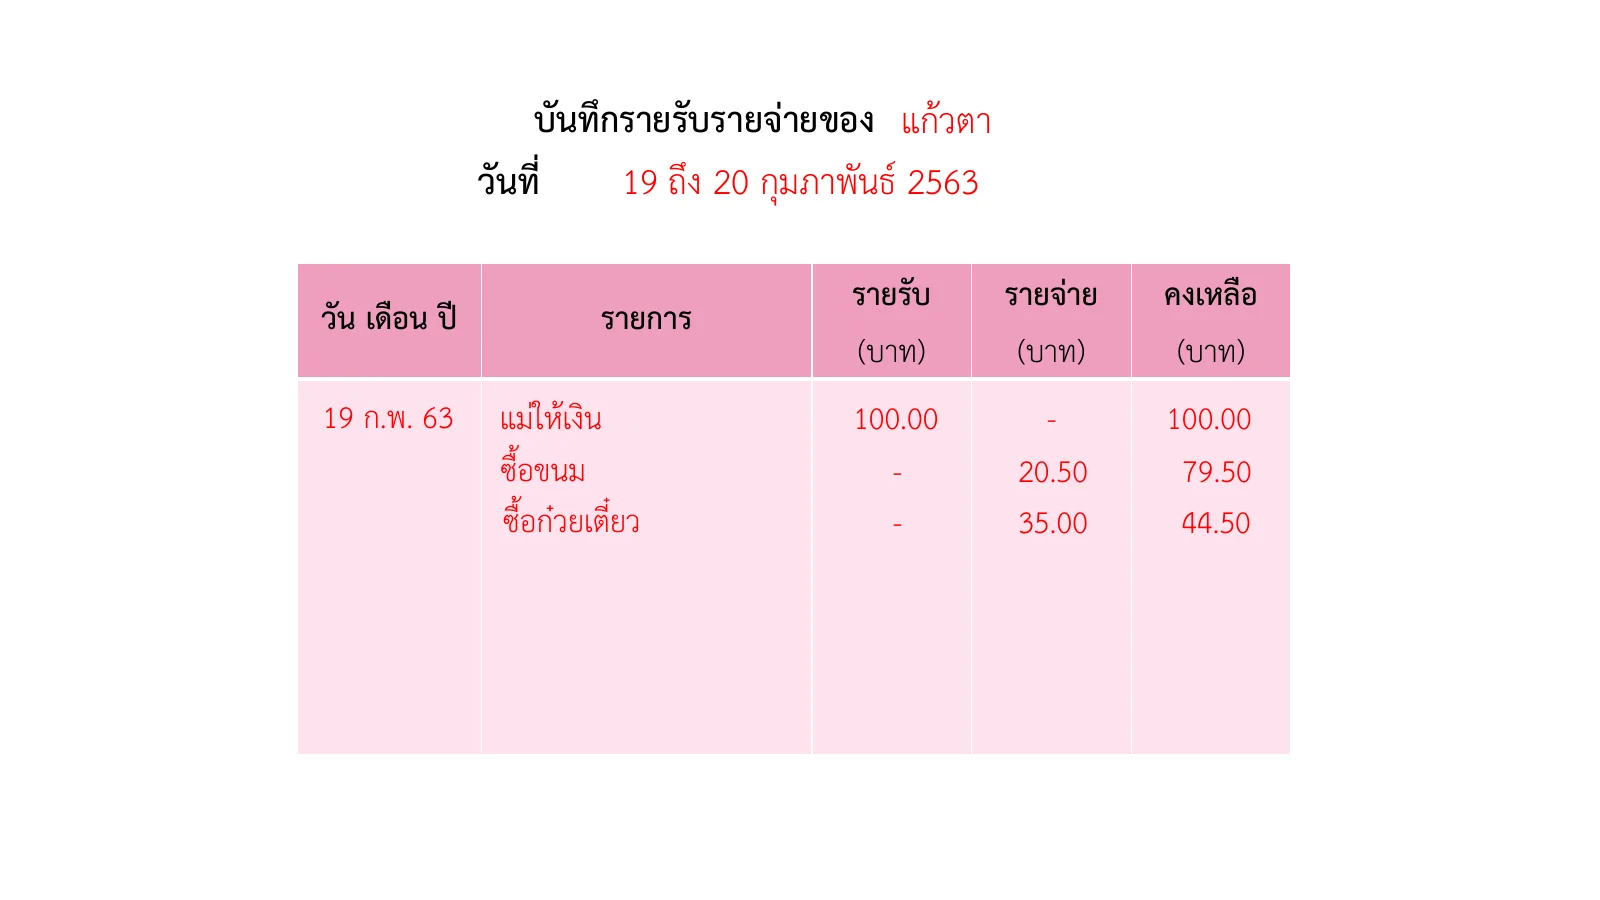 บันทึกรายรับรายจ่ายของ แก้วตา
วันที่ 19 ถึง 20 กุมภาพันธ์ 2563
วัน เดือน ปี รายการ รายรับ (บาท) รายจ่าย (บาท) คงเหลือ (บาท)
19 ก.พ. 63 แม่ให้เงิน 100.00 - 100.00
ซื้อขนม - 20.50 79.50
ซื้อก๋วยเตี๋ยว - 35.00 44.50